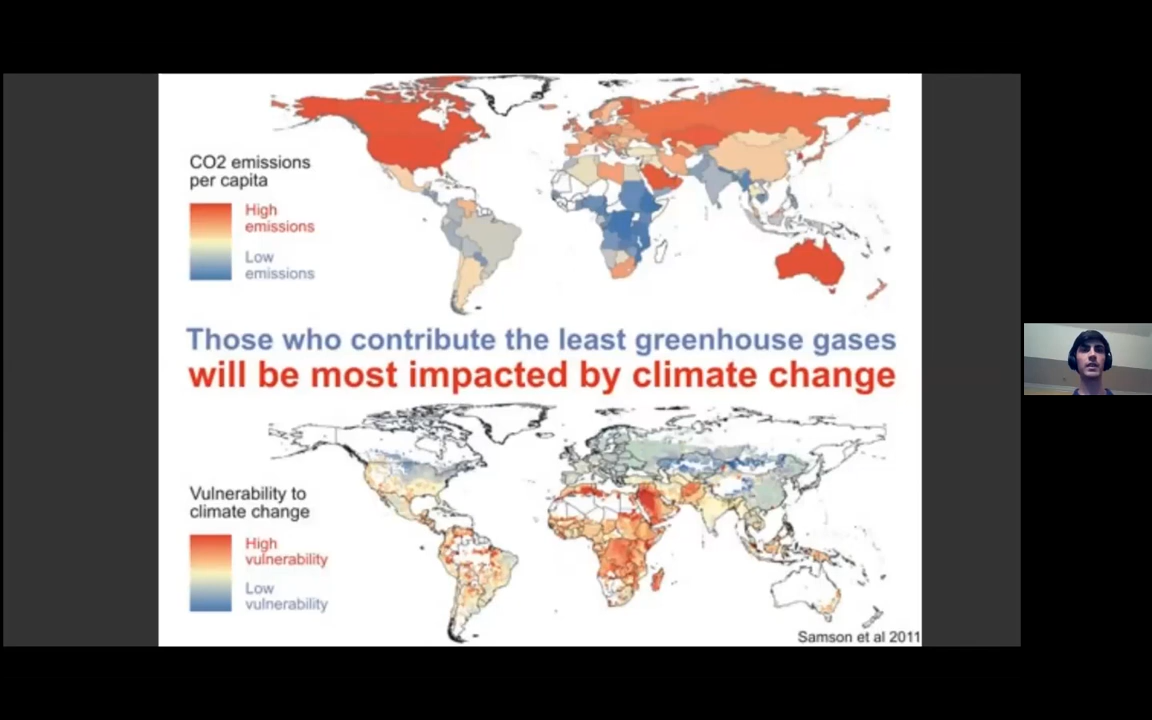 CO2 emissions
per capita
High
emissions
Low
emissions
Those who contribute the least greenhouse gases
will be most impacted by climate change
Vulnerability to
climate change
High
vulnerability
Low
vulnerability
Samson et al 2011